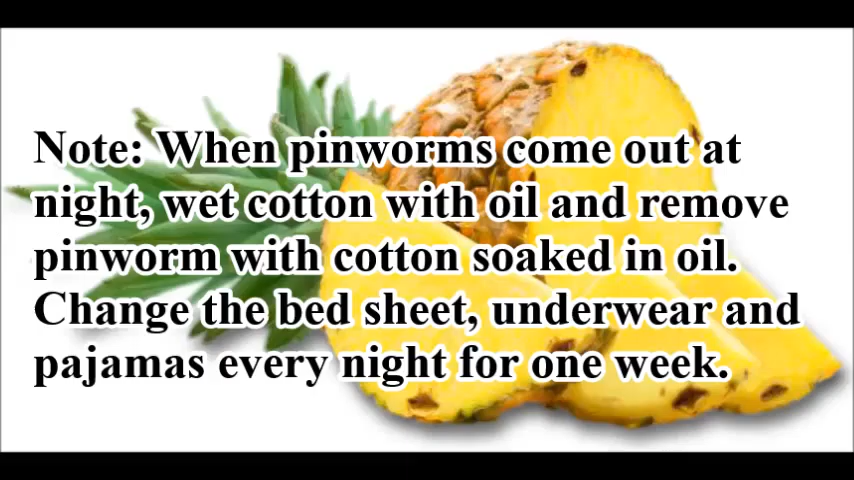 Note: When pinworms come out at
night, wet cotton with oil and remove
pinworm with cotton soaked in oil.
Change the bed sheet, underwear and
pajamas every night for one week.